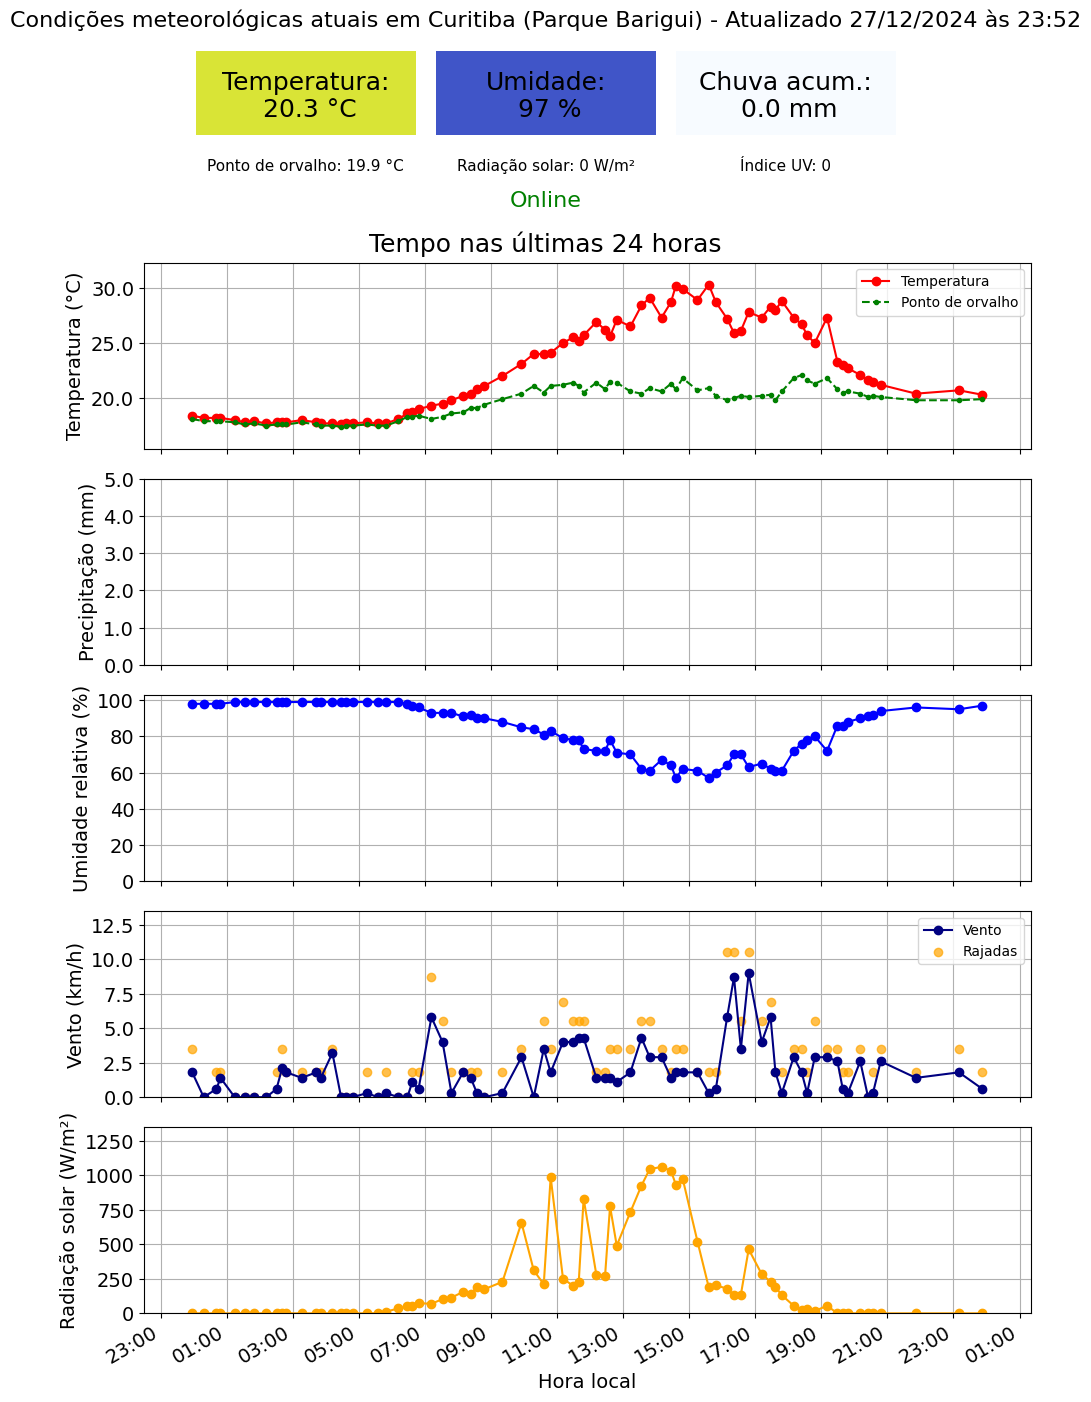 Condições meteorológicas atuais em Curitiba (Parque Barigui) - Atualizado 27/12/2024 às 23:52
Temperatura:
20.3 °C
Umidade:
97 %
Chuva acum.:
0.0 mm
Ponto de orvalho: 19.9 °C
Radiação solar: 0 W/m²
Índice UV: 0
Online
Tempo nas últimas 24 horas
Temperatura (°C)
30.0
25.0
20.0
Temperatura
Ponto de orvalho
Precipitação (mm)
5.0
4.0
3.0
2.0
1.0
0.0
Umidade relativa (%)
100
80
60
40
20
0
Vento (km/h)
12.5
10.0
7.5
5.0
2.5
0.0
Vento
Rajadas
Radiação solar (W/m²)
1250
1000
750
500
250
0
23:00
01:00
03:00
05:00
07:00
09:00
11:00
13:00
15:00
17:00
19:00
21:00
23:00
01:00
Hora local